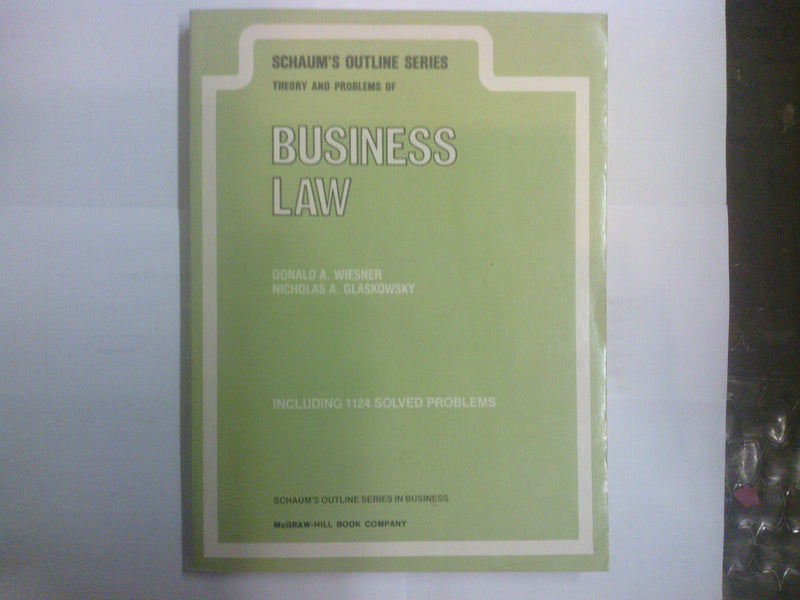 SCHAUM'S OUTLINE SERIES
THEORY AND PROBLEMS OF
BUSINESS
LAW
DONALD A. WIESNER
NICHOLAS A. GLASKOWSKY
INCLUDING 1124 SOLVED PROBLEMS
SCHAUM'S OUTLINE SERIES IN BUSINESS
McGRAW-HILL BOOK COMPANY